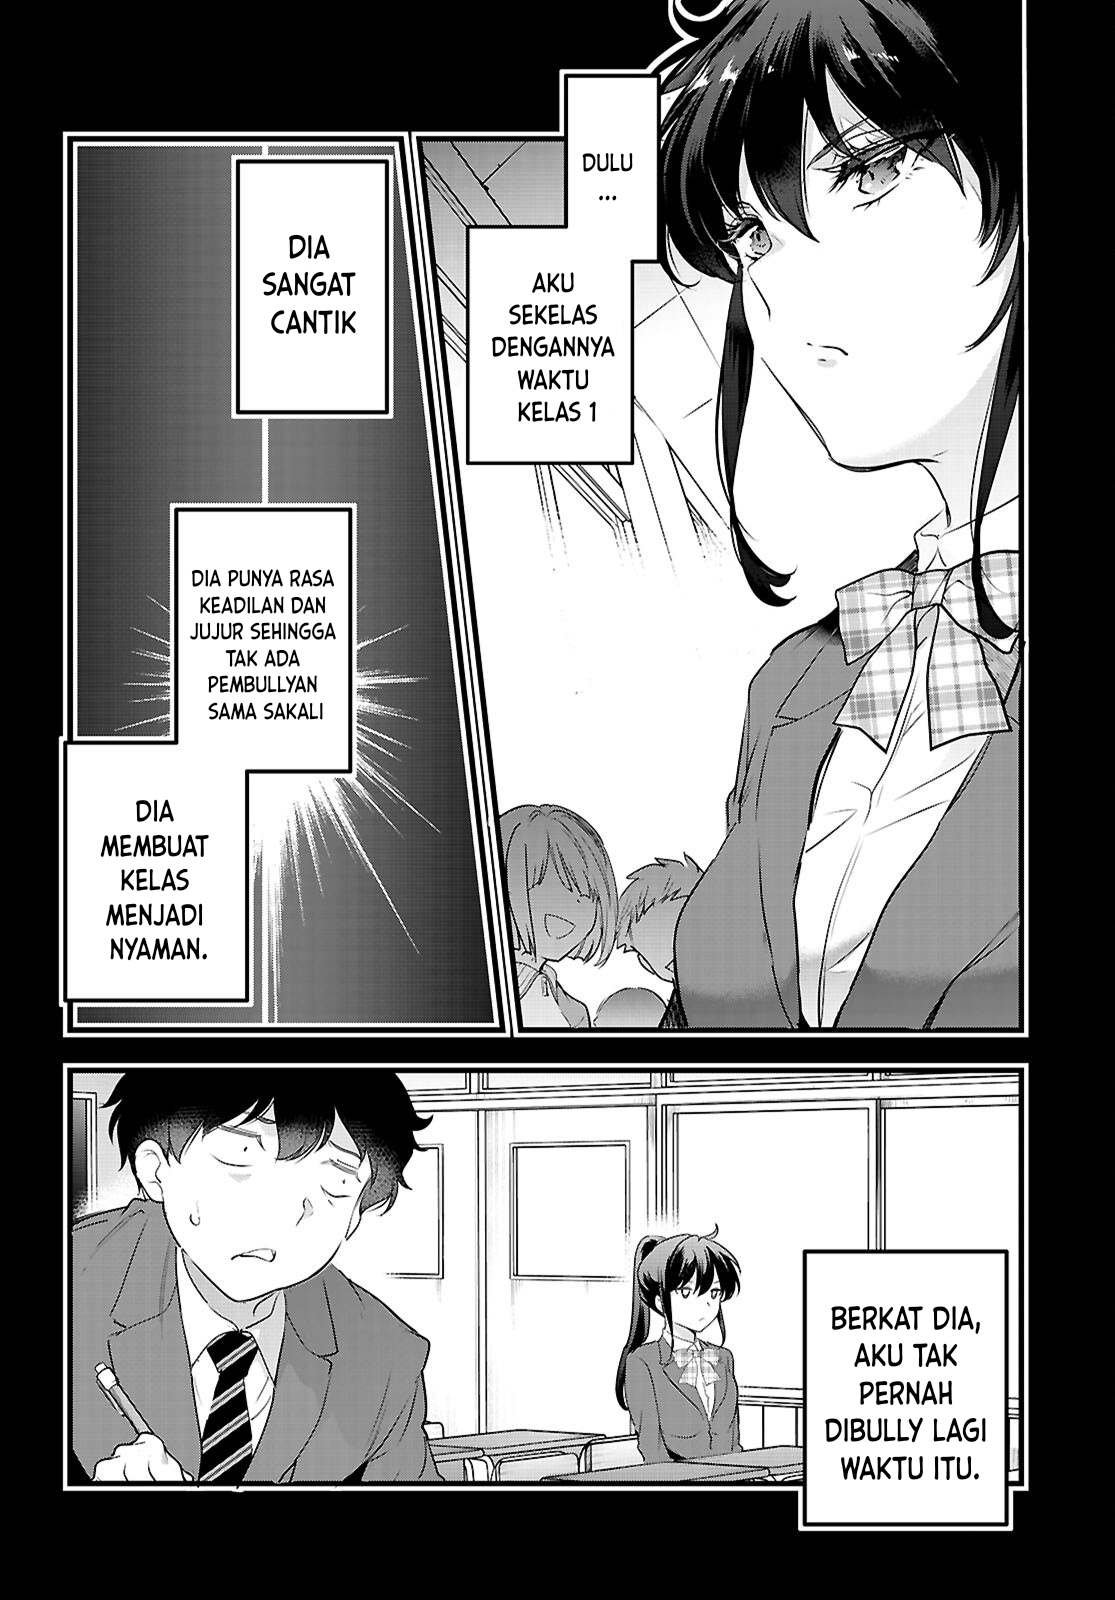 DULU
...
AKU
SEKELAS
DENGANNYA
WAKTU
KELAS 1
DIA
SANGAT
CANTIK
DIA PUNYA RASA
KEADILAN DAN
JUJUR SEHINGGA
TAK ADA
PEMBULLYAN
SAMA SAKALI
DIA
MEMBUAT
KELAS
MENJADI
NYAMAN.
BERKAT DIA,
AKU TAK
PERNAH
DIBULLY LAGI
WAKTU ITU.